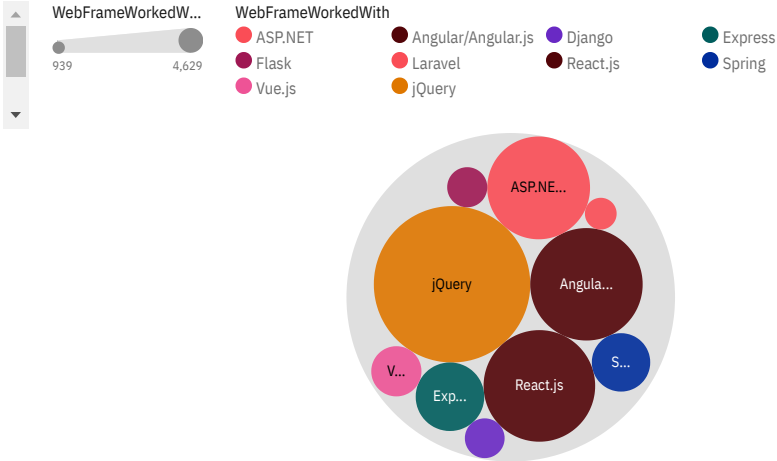 WebFrameWorkedW...
939
4,629
WebFrameWorkedWith
ASP.NET
Angular/Angular.js
Django
Express
Flask
Laravel
React.js
Spring
Vue.js
jQuery
ASP.NE...
jQuery
Angula...
V...
Exp...
React.js
S...